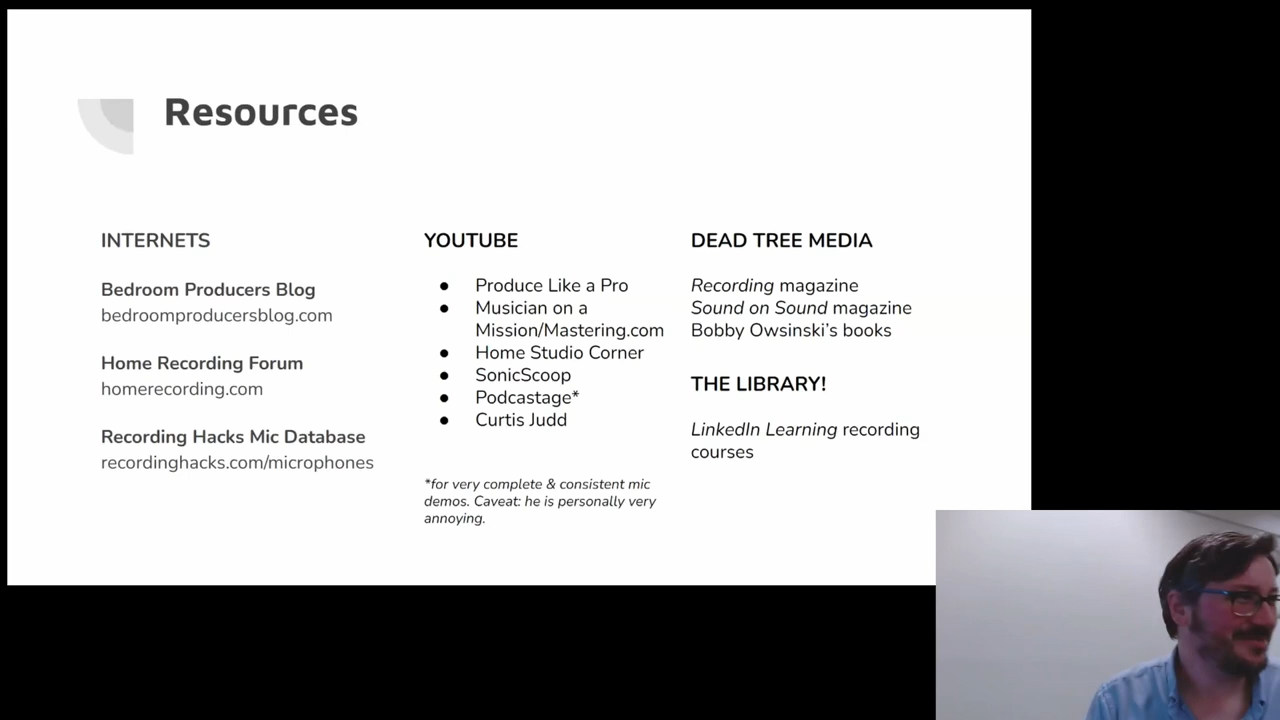 Resources
INTERNETS
Bedroom Producers Blog
bedroomproducersblog.com
Home Recording Forum
homerecording.com
Recording Hacks Mic Database
recordinghacks.com/microphones
YOUTUBE
● Produce Like a Pro
● Musician on a
Mission/Mastering.com
● Home Studio Corner
● SonicScoop
● Podcastage*
● Curtis Judd
*for very complete & consistent mic
demos. Caveat: he is personally very
annoying.
DEAD TREE MEDIA
Recording magazine
Sound on Sound magazine
Bobby Owsinski’s books
THE LIBRARY!
LinkedIn Learning recording
courses